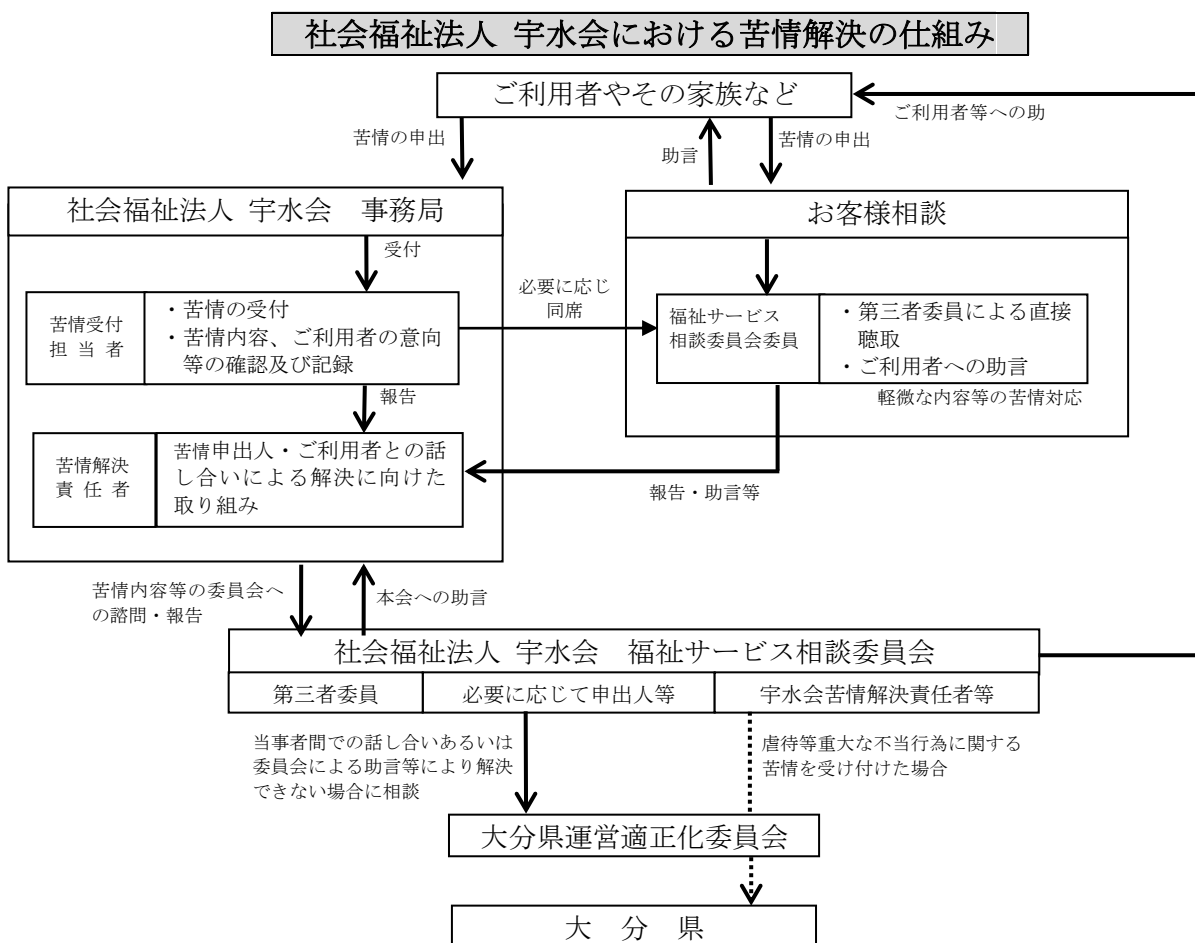 社会福祉法人 宇水会における苦情解決の仕組み
ご利用者やその家族など
ご利用者等への助
苦情の申出
助言
苦情の申出
社会福祉法人 宇水会　事務局
受付
苦情受付
担 当 者
・苦情の受付
・苦情内容、ご利用者の意向
等の確認及び記録
報告
苦情解決
責 任 者
苦情申出人・ご利用者との話
し合いによる解決に向けた
取り組み
必要に応じ
同席
お客様相談
福祉サービス
相談委員会委員
・第三者委員による直接
聴取
・ご利用者への助言
軽微な内容等の苦情対応
報告・助言等
苦情内容等の委員会へ
の諮問・報告
本会への助言
社会福祉法人 宇水会　福祉サービス相談委員会
第三者委員
必要に応じて申出人等
宇水会苦情解決責任者等
当事者間での話し合いあるいは
委員会による助言等により解決
できない場合に相談
虐待等重大な不当行為に関する
苦情を受け付けた場合
大分県運営適正化委員会
大　分　県